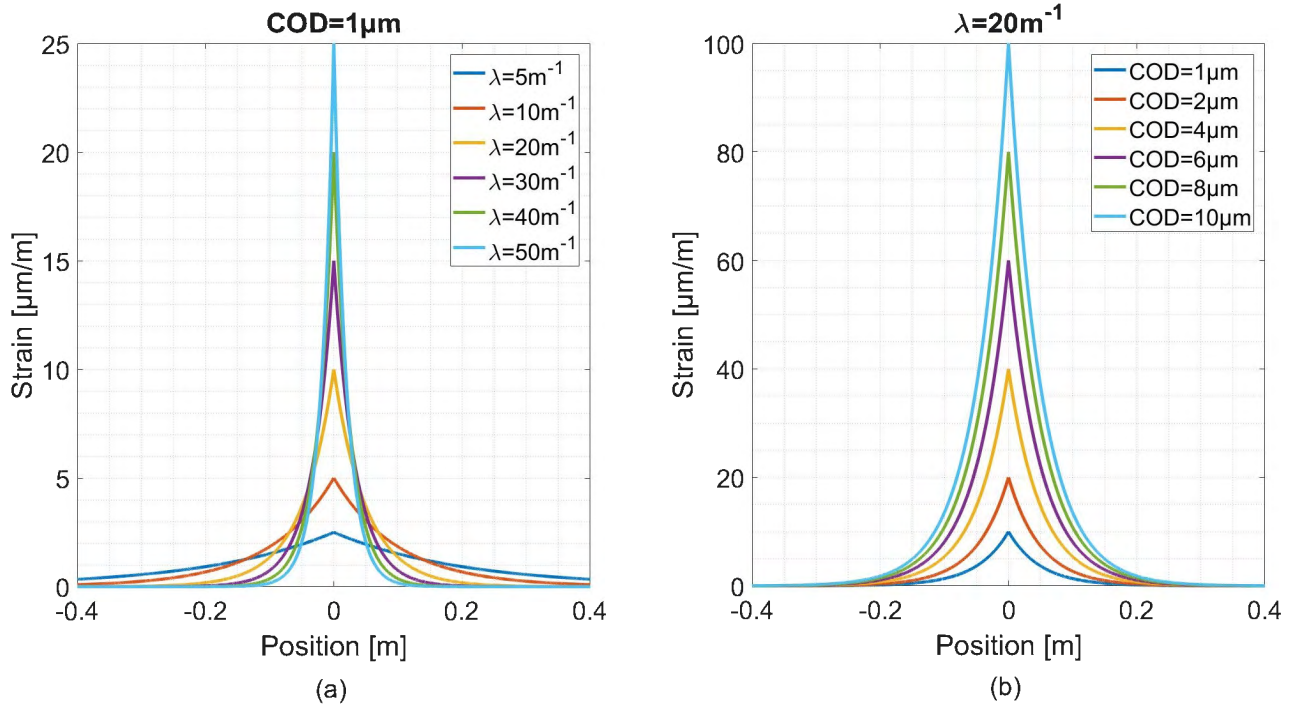 COD=1µm
25
20
15
10
5
0
Strain [µm/m]
-0.4
-0.2
0
0.2
0.4
Position [m]
λ=5m⁻¹
λ=10m⁻¹
λ=20m⁻¹
λ=30m⁻¹
λ=40m⁻¹
λ=50m⁻¹
(a)
λ=20m⁻¹
100
80
60
40
20
0
Strain [µm/m]
-0.4
-0.2
0
0.2
0.4
Position [m]
COD=1µm
COD=2µm
COD=4µm
COD=6µm
COD=8µm
COD=10µm
(b)